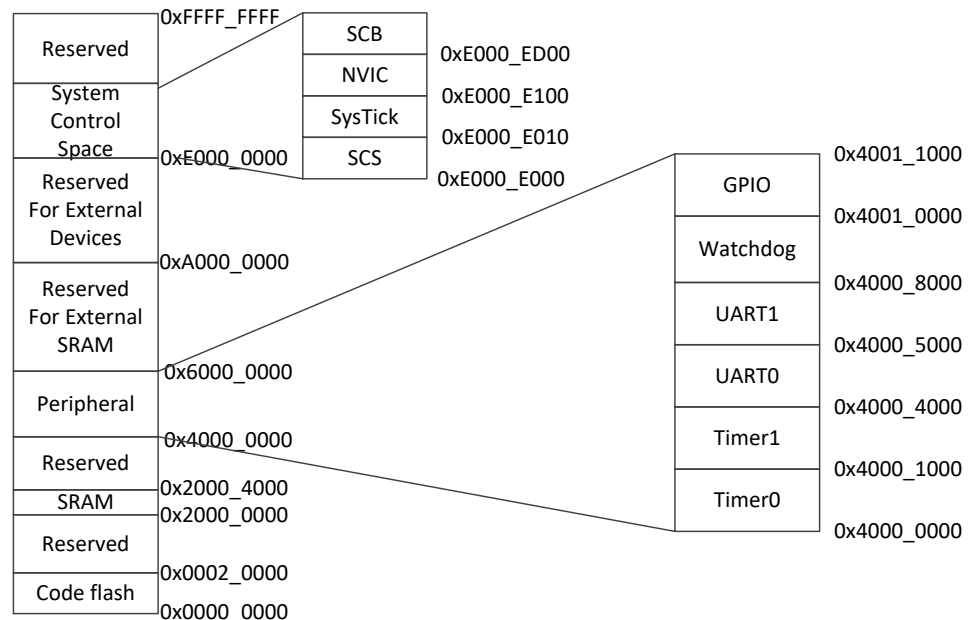 0xFFFF_FFFF
Reserved
System
Control
Space
0xE000_0000
Reserved
For External
Devices
0xA000_0000
Reserved
For External
SRAM
0x6000_0000
Peripheral
0x4000_0000
Reserved
0x2000_4000
SRAM
0x2000_0000
Reserved
0x0002_0000
Code flash
0x0000_0000
SCB
0xE000_ED00
NVIC
0xE000_E100
SysTick
0xE000_E010
SCS
0xE000_E000
0x4001_1000
GPIO
0x4001_0000
Watchdog
0x4000_8000
UART1
0x4000_5000
UART0
0x4000_4000
Timer1
0x4000_1000
Timer0
0x4000_0000